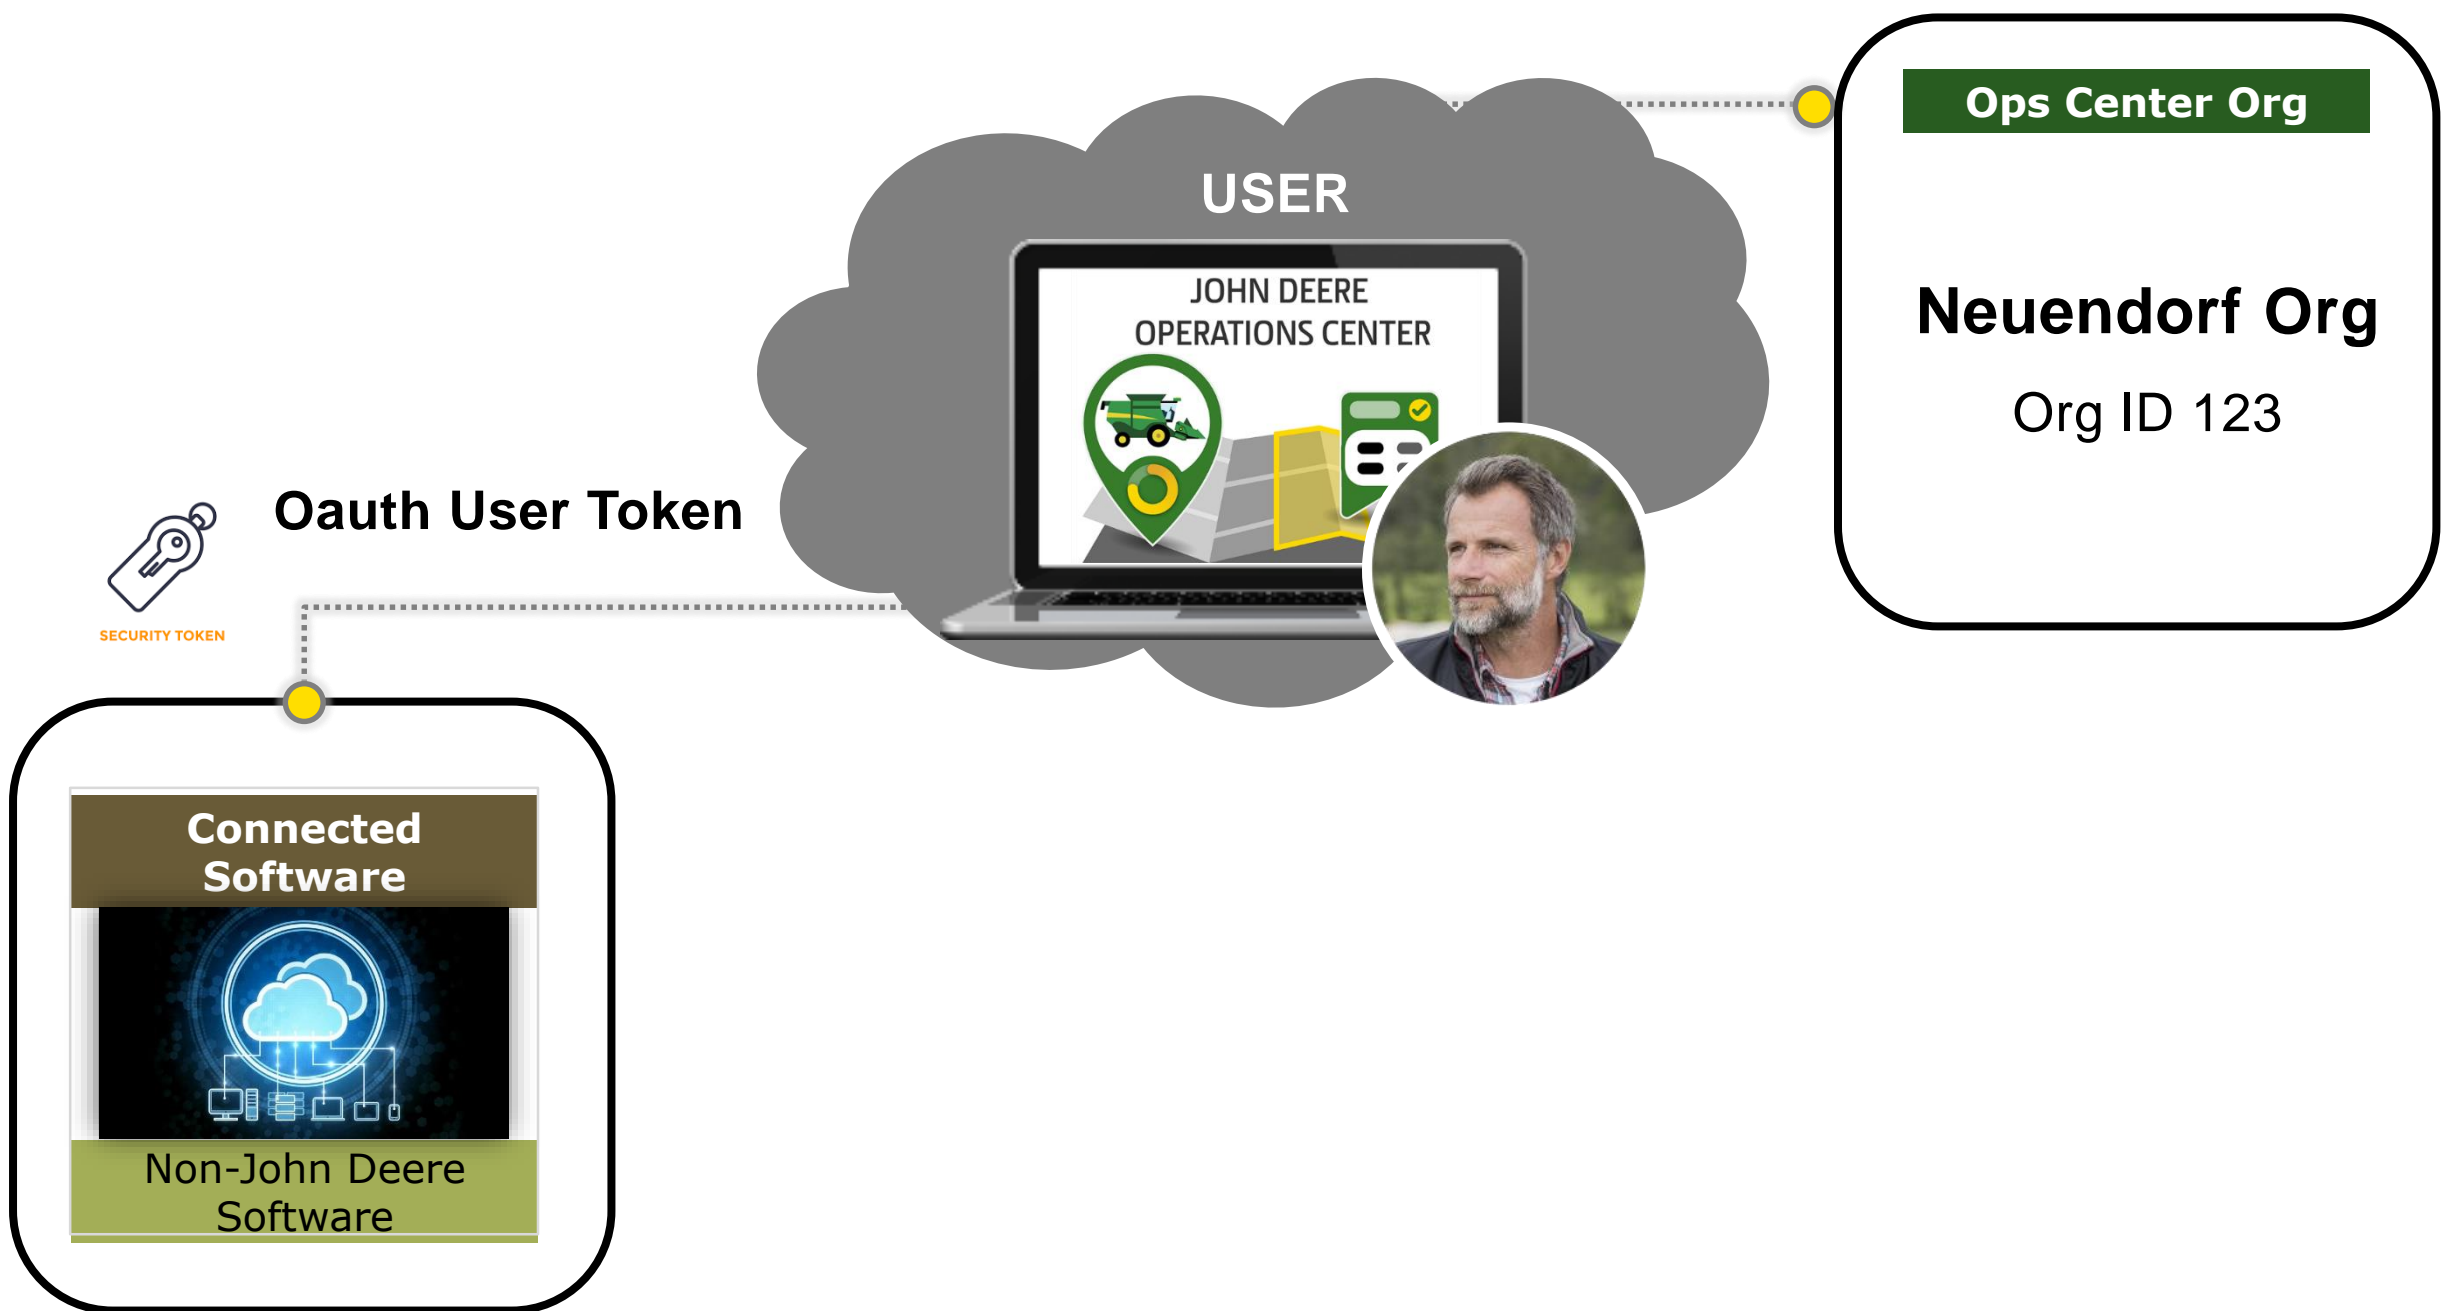 Ops Center Org
USER
JOHN DEERE
OPERATIONS CENTER
Neuendorf Org
Org ID 123
Oauth User Token
SECURITY TOKEN
Connected
Software
Non-John Deere
Software